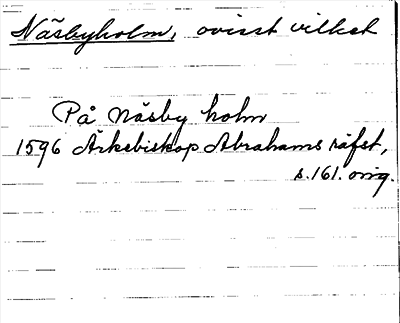 Näsbyholm, ovisst vilket
På Näsby holm
1596 Ärkebiskop Abrahams räfst,
s. 161. orig.